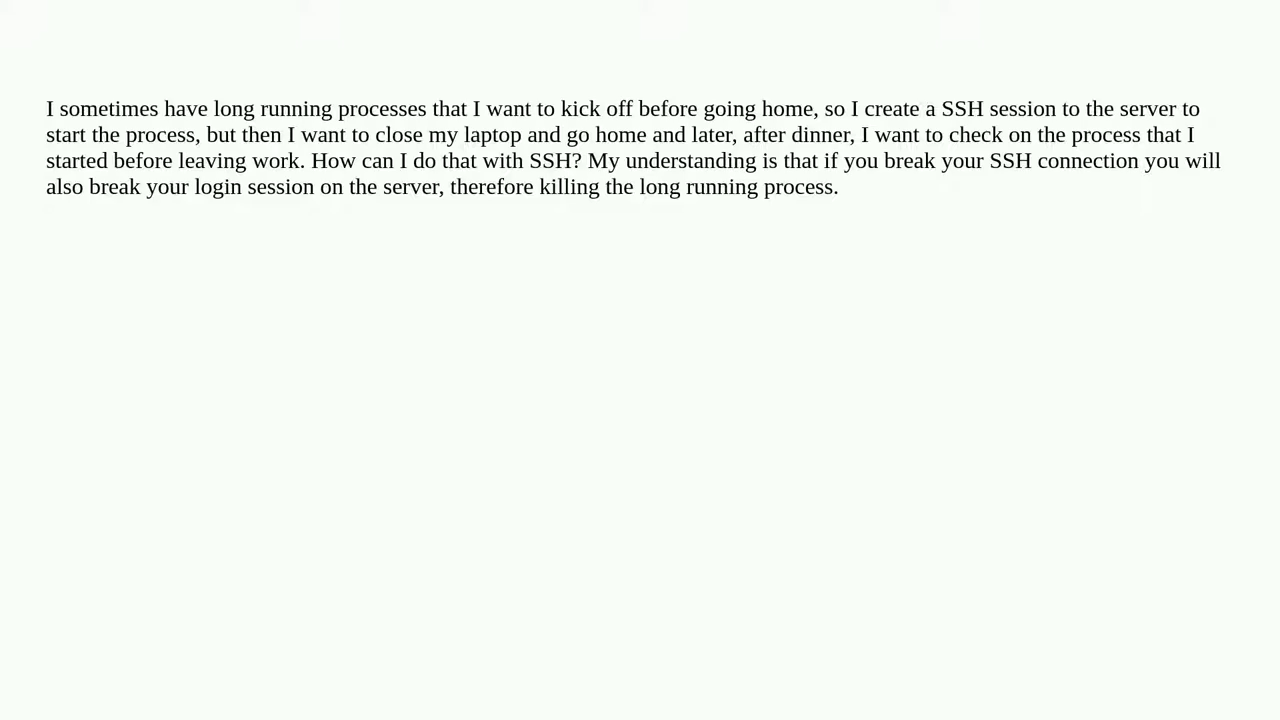 I sometimes have long running processes that I want to kick off before going home, so I create a SSH session to the server to
start the process, but then I want to close my laptop and go home and later, after dinner, I want to check on the process that I
started before leaving work. How can I do that with SSH? My understanding is that if you break your SSH connection you will
also break your login session on the server, therefore killing the long running process.